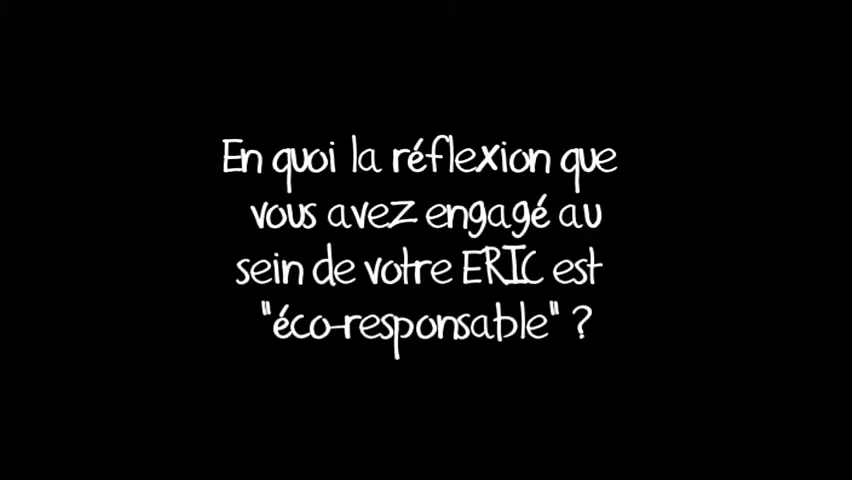 En quoi la réflexion que
vous avez engagé au
sein de votre ERIC est
"éco-responsable" ?